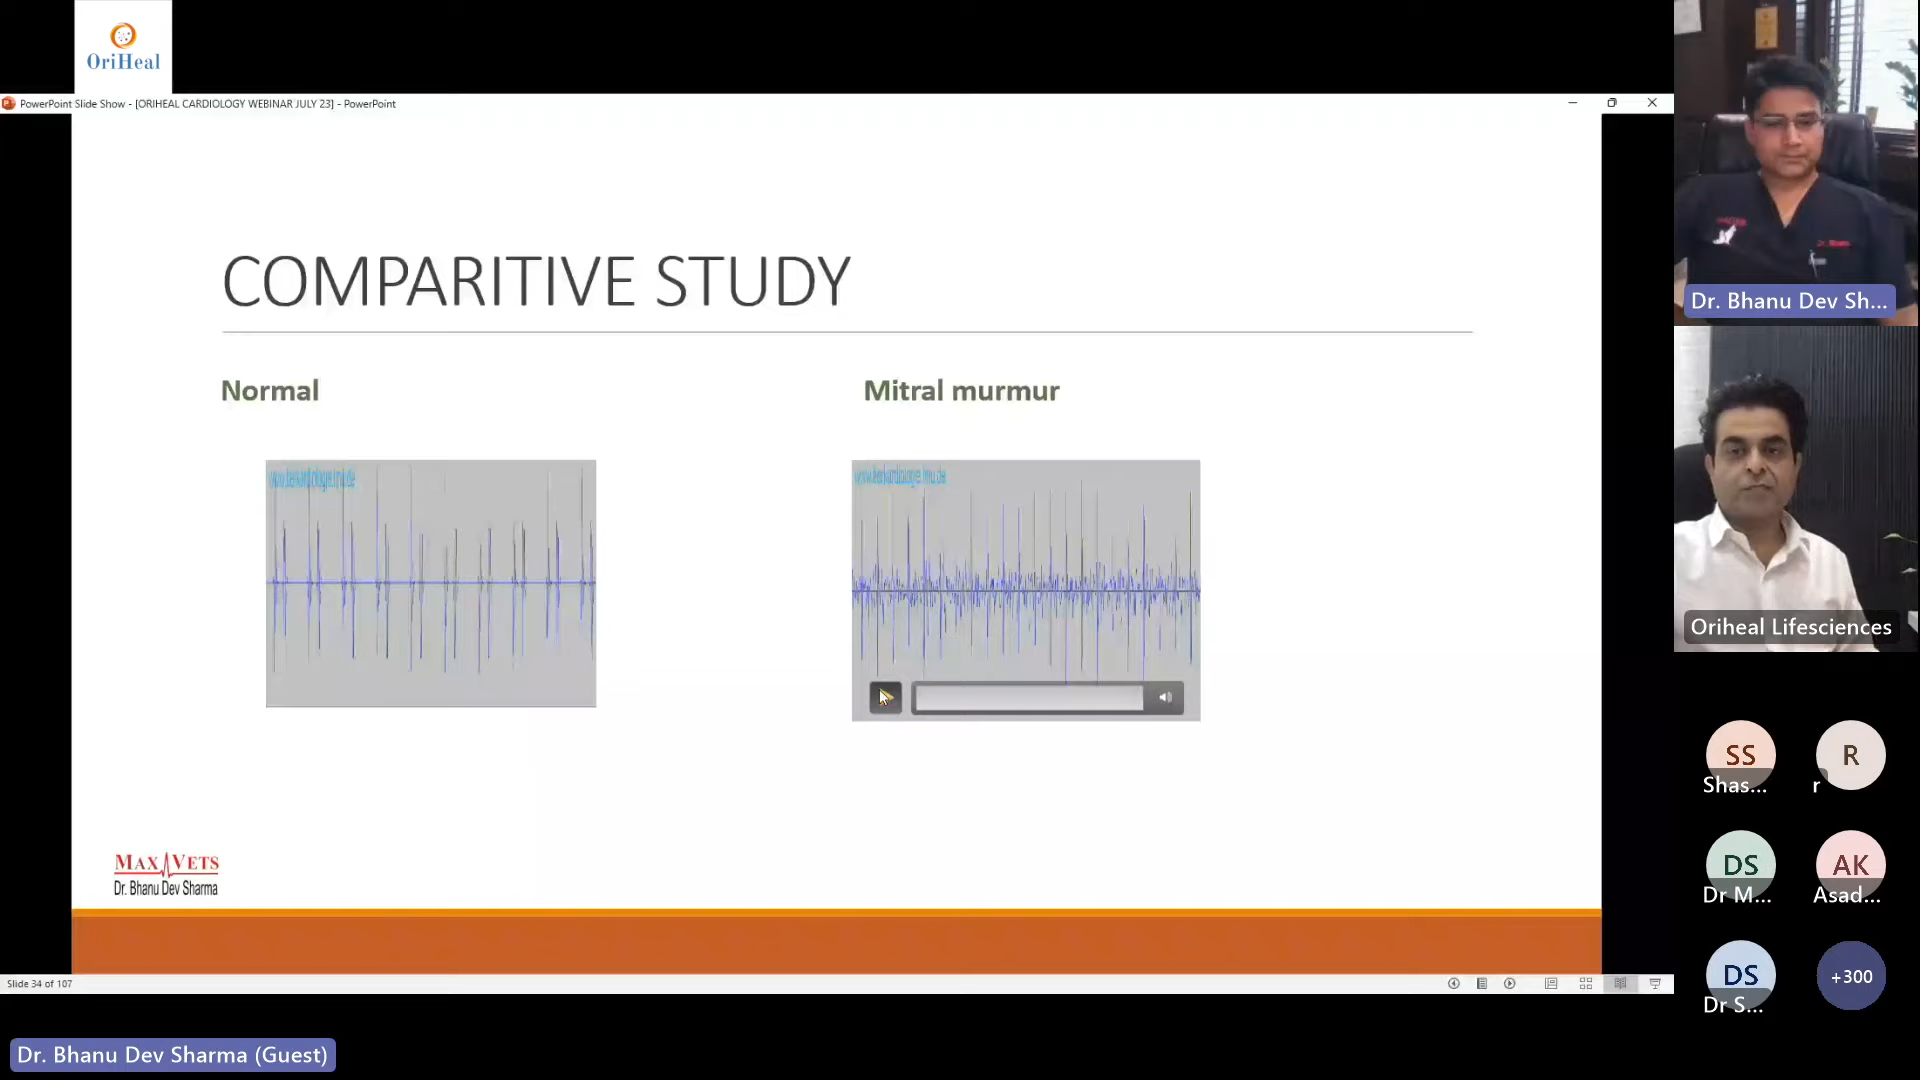 OriHeal
PowerPoint Slide Show - [ORIHEAL CARDIOLOGY WEBINAR JULY 23] - PowerPoint
COMPARITIVE STUDY
Normal
Mitral murmur
MAX VETS
Dr. Bhanu Dev Sharma
Slide 34 of 107
Dr. Bhanu Dev Sharma (Guest)
Dr. Bhanu Dev Sh...
Oriheal Lifesciences
SS
Shas...
R
r
DS
Dr M...
AK
Asad...
DS
Dr S...
+300